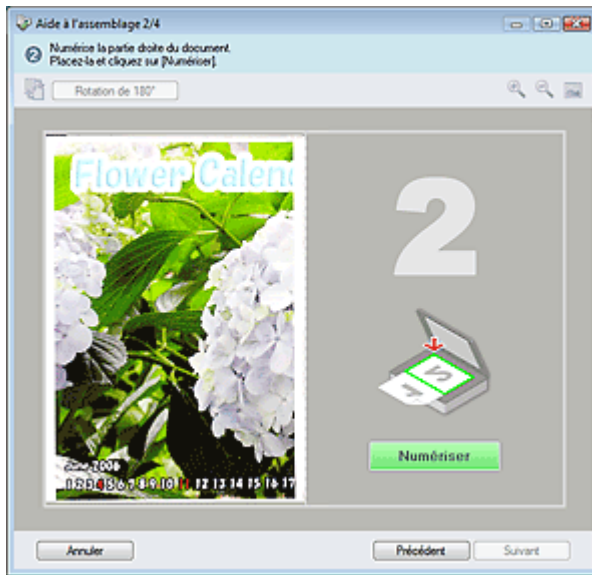 Aide à l'assemblage 2/4
Numérise la partie droite du document.
Placez-la et cliquez sur [Numériser].
Rotation de 180°
Flower Calen
2
June 2006
1 2 3 4 5 6 7 8 9 10 11 12 13 14 15 16 17
Numériser
Annuler
Précédent
Suivant